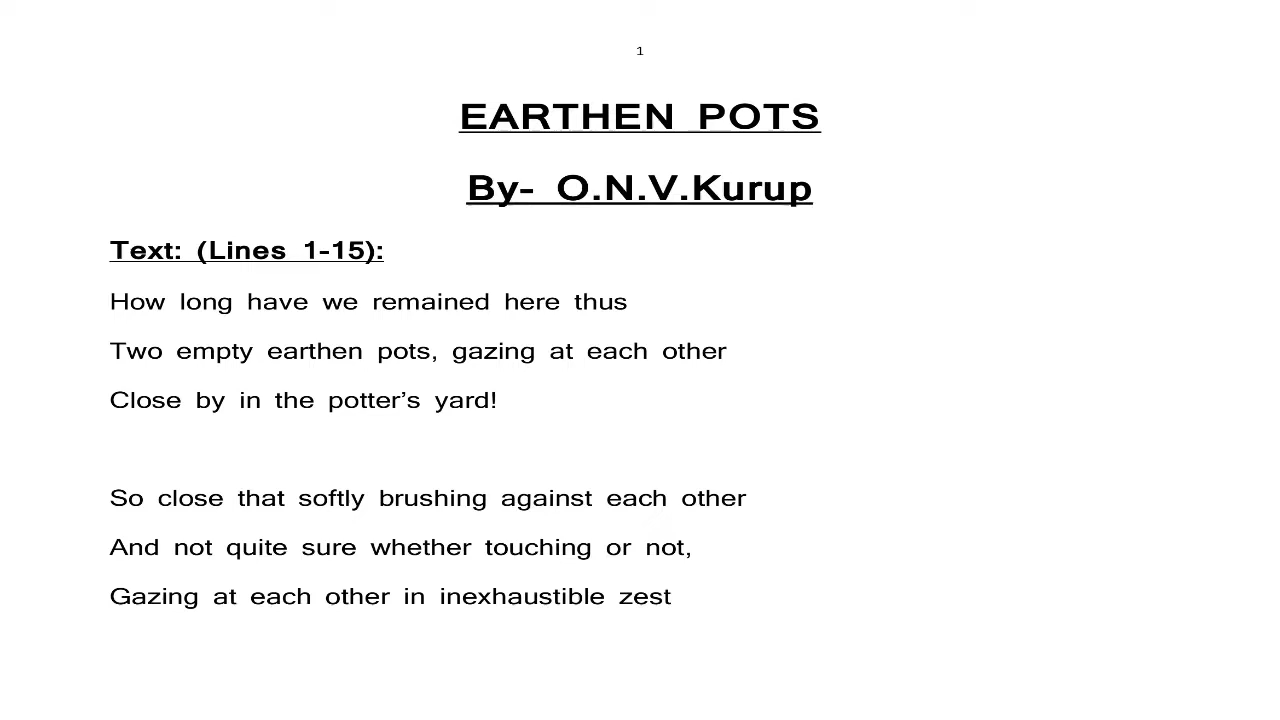 1
EARTHEN POTS
By- O.N.V.Kurup
Text: (Lines 1-15):
How long have we remained here thus
Two empty earthen pots, gazing at each other
Close by in the potter’s yard!
So close that softly brushing against each other
And not quite sure whether touching or not,
Gazing at each other in inexhaustible zest